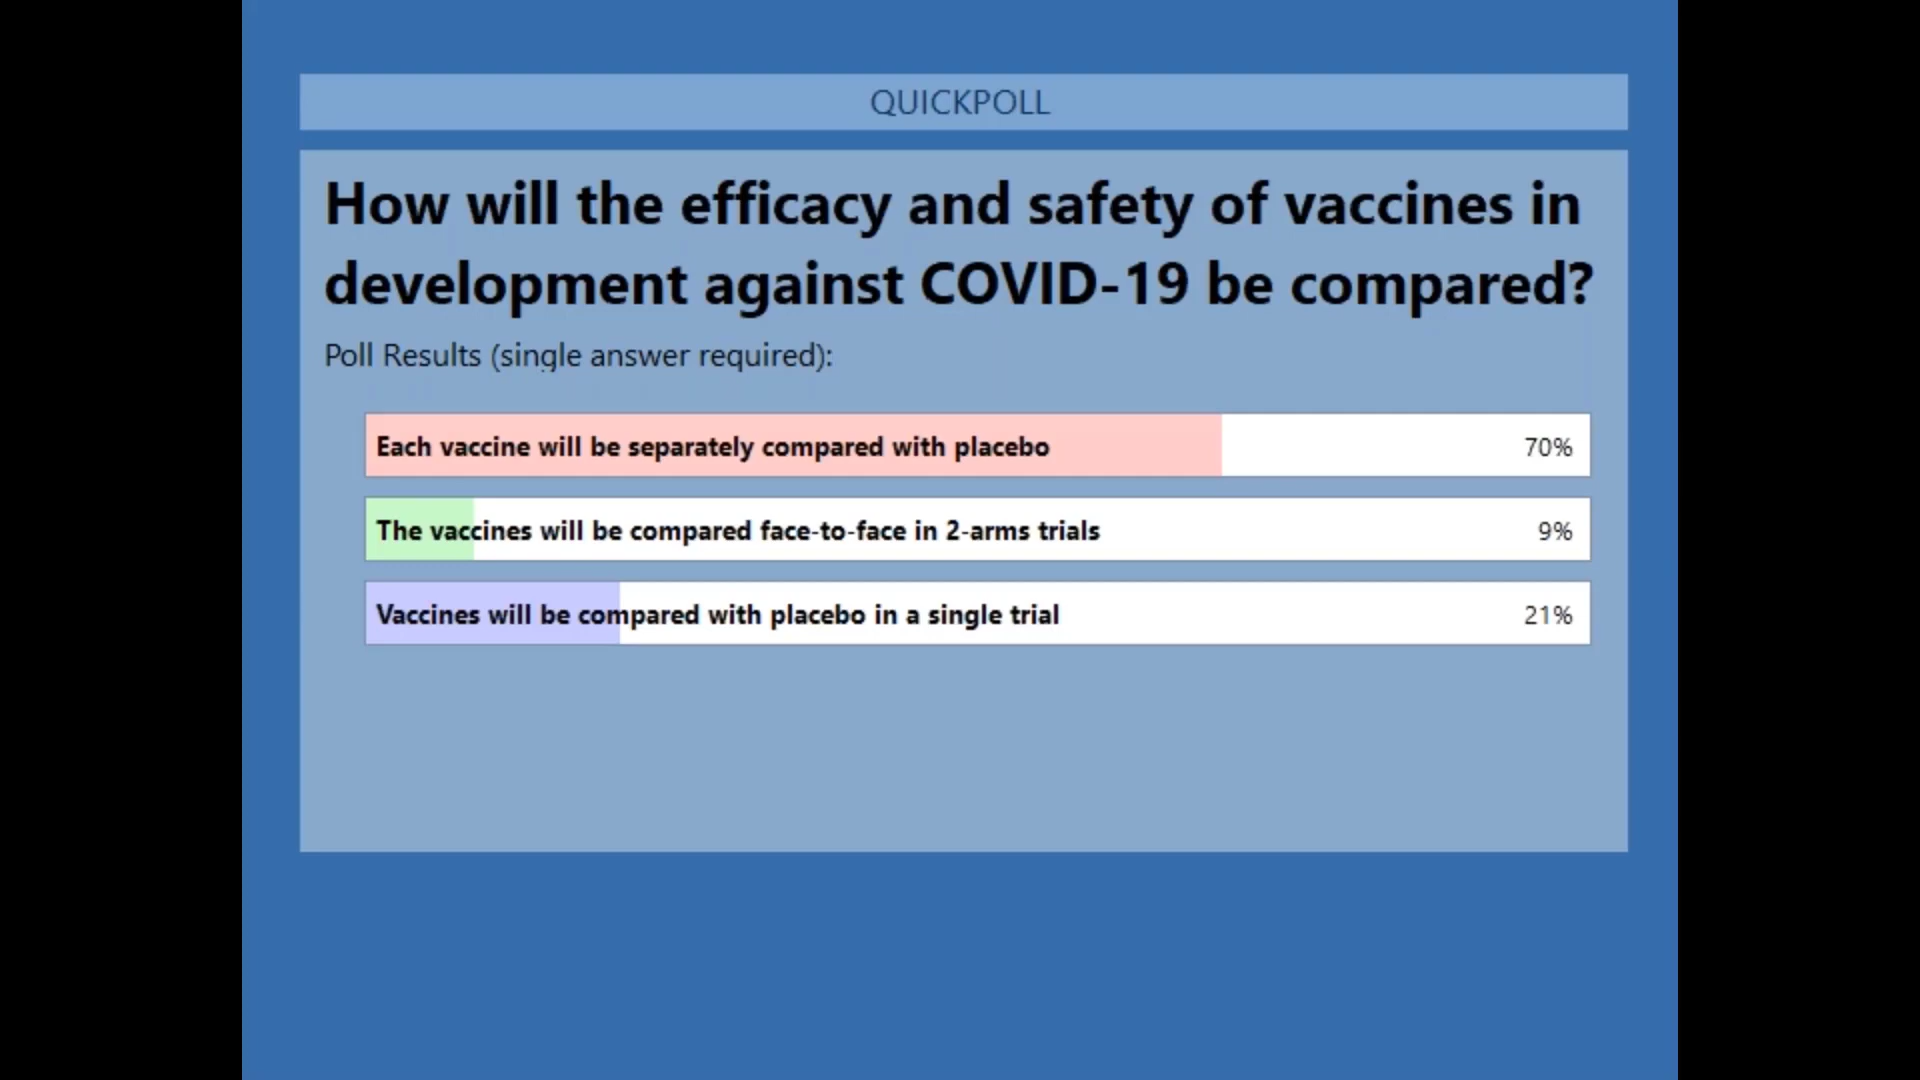 QUICKPOLL
How will the efficacy and safety of vaccines in
development against COVID-19 be compared?
Poll Results (single answer required):
Each vaccine will be separately compared with placebo 70%
The vaccines will be compared face-to-face in 2-arms trials 9%
Vaccines will be compared with placebo in a single trial 21%